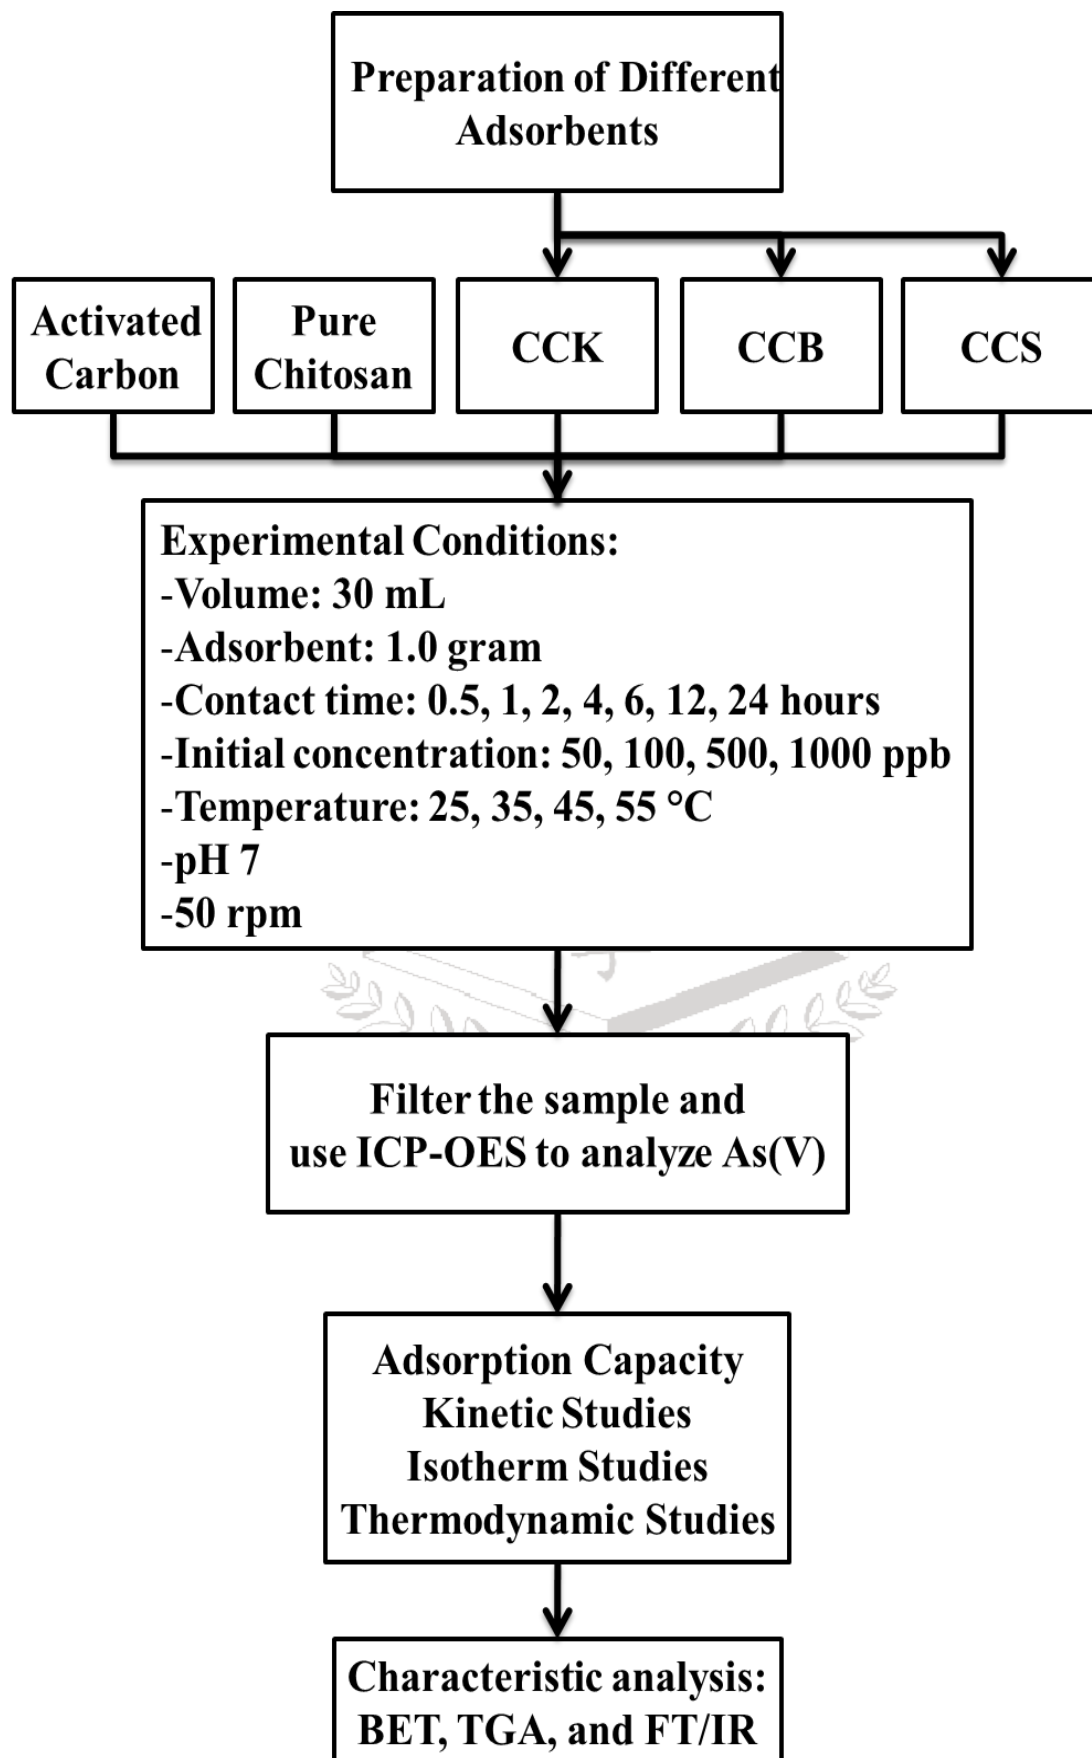 Preparation of Different
Adsorbents
Activated
Carbon
Pure
Chitosan
CCK
CCB
CCS
Experimental Conditions:
-Volume: 30 mL
-Adsorbent: 1.0 gram
-Contact time: 0.5, 1, 2, 4, 6, 12, 24 hours
-Initial concentration: 50, 100, 500, 1000 ppb
-Temperature: 25, 35, 45, 55 °C
-pH 7
-50 rpm
Filter the sample and
use ICP-OES to analyze As(V)
Adsorption Capacity
Kinetic Studies
Isotherm Studies
Thermodynamic Studies
Characteristic analysis:
BET, TGA, and FT/IR